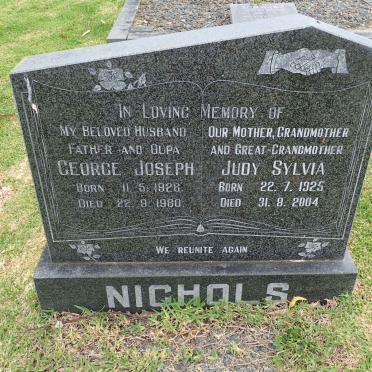 In Loving Memory of
My Beloved Husband
Father and Oupa
George Joseph
Born 11.5.1928
Died 22.9.1980
Our Mother, Grandmother
and Great-Grandmother
Judy Sylvia
Born 22.7.1925
Died 31.8.2004
We reunite again
NICHOLS